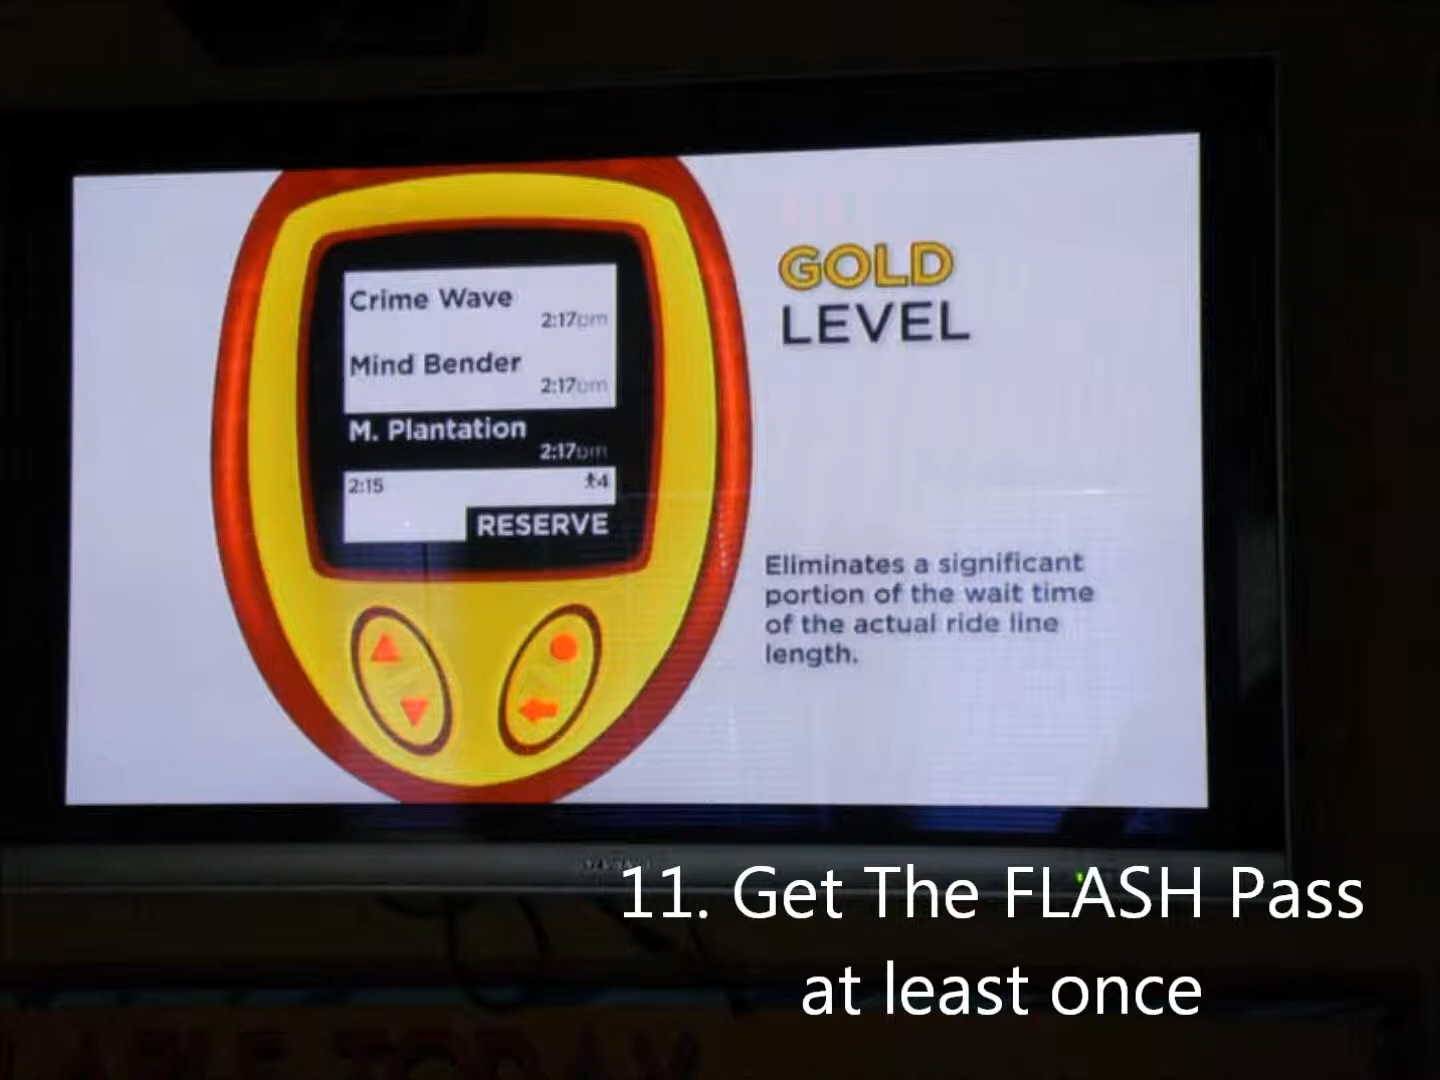 Crime Wave
2:17pm
Mind Bender
2:17pm
M. Plantation
2:17pm
2:15 4
RESERVE
GOLD
LEVEL
Eliminates a significant
portion of the wait time
of the actual ride line
length.
11. Get The FLASH Pass
at least once